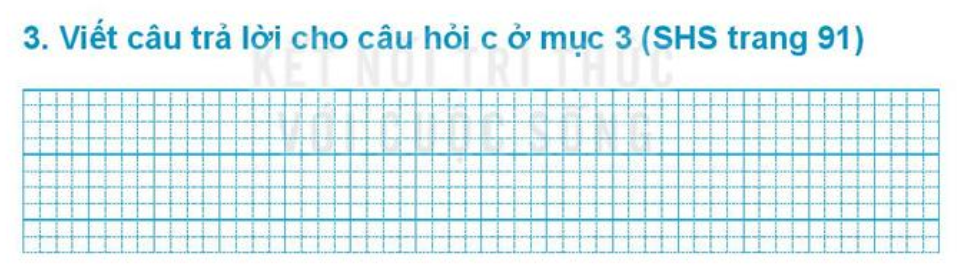 3. Viết câu trả lời cho câu hỏi c ở mục 3 (SHS trang 91)
KẾT NỐI TRI THỨC
VỚI CUỘC SỐNG